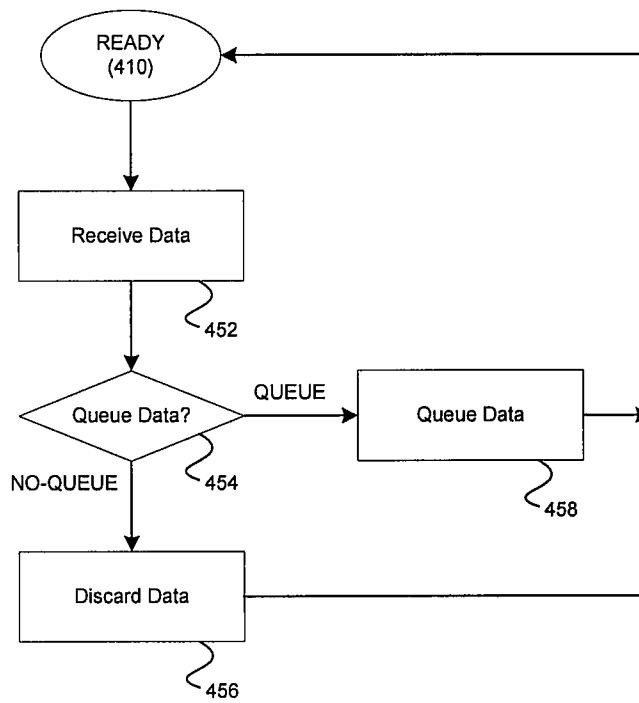 READY
(410)
Receive Data
452
QUEUE
Queue Data?
Queue Data
454
NO-QUEUE
458
Discard Data
456